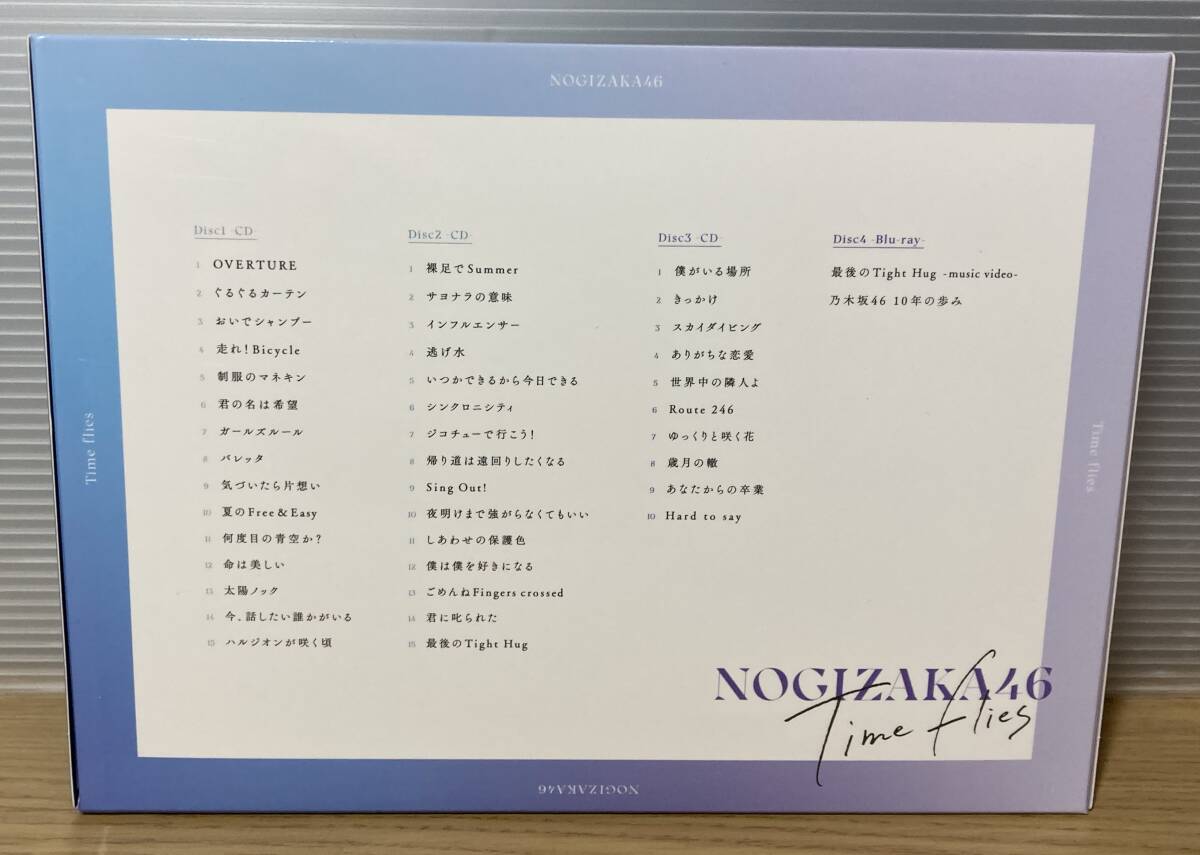 NOGIZAKA46
Time flies
Disc1 -CD-
1 OVERTURE
2 ぐるぐるカーテン
3 おいでシャンプー
4 走れ!Bicycle
5 制服のマネキン
6 君の名は希望
7 ガールズルール
8 バレッタ
9 気づいたら片想い
10 夏のFree&Easy
11 何度目の青空か?
12 命は美しい
13 太陽ノック
14 今、話したい誰かがいる
15 ハルジオンが咲く頃
Disc2 -CD-
1 裸足でSummer
2 サヨナラの意味
3 インフルエンサー
4 逃げ水
5 いつかできるから今日できる
6 シンクロニシティ
7 ジコチューで行こう!
8 帰り道は遠回りしたくなる
9 Sing Out!
10 夜明けまで強がらなくてもいい
11 しあわせの保護色
12 僕は僕を好きになる
13 ごめんねFingers crossed
14 君に叱られた
15 最後のTight Hug
Disc3 -CD-
1 僕がいる場所
2 きっかけ
3 スカイダイビング
4 ありがちな恋愛
5 世界中の隣人よ
6 Route 246
7 ゆっくりと咲く花
8 歳月の轍
9 あなたからの卒業
10 Hard to say
Disc4 -Blu-ray-
最後のTight Hug -music video-
乃木坂46 10年の歩み
Time flies
NOGIZAKA46
Time flies
NOGIZAKA46